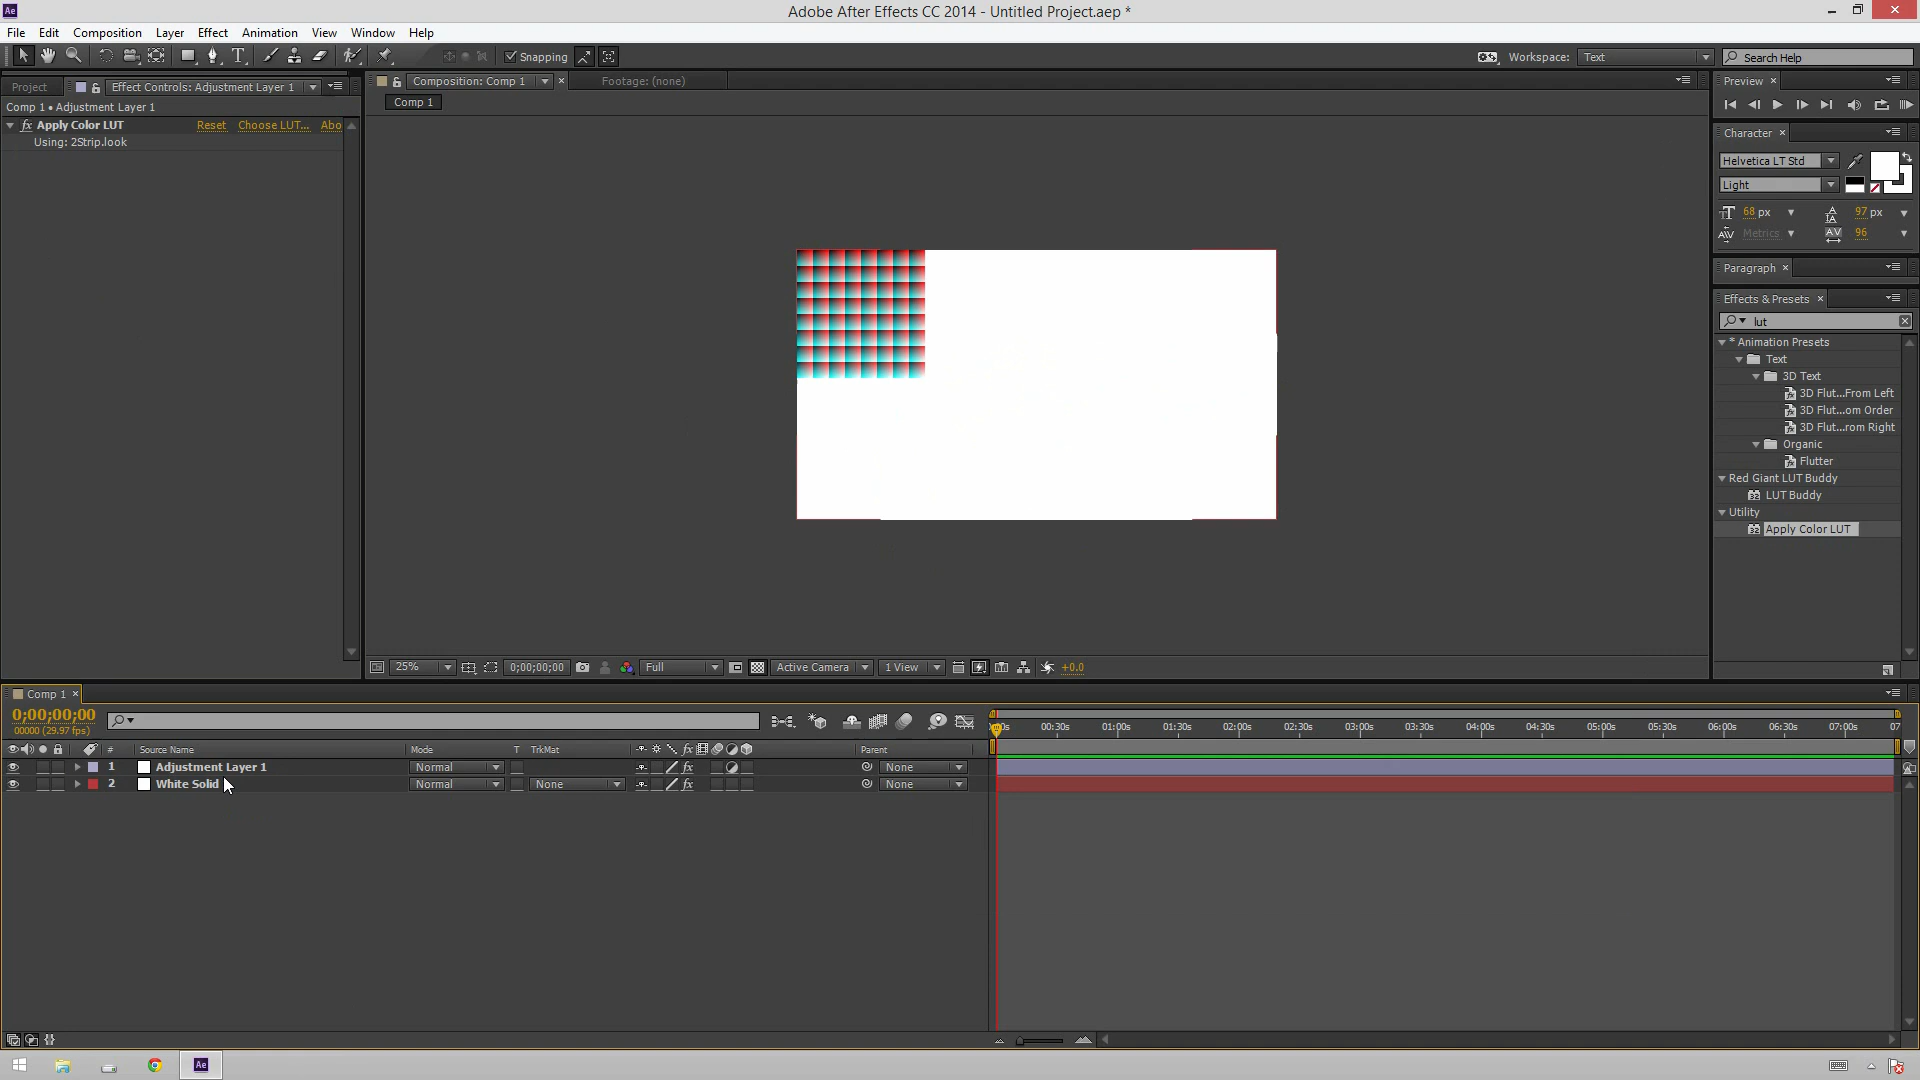 Ae
Adobe After Effects CC 2014 - Untitled Project.aep *
File Edit Composition Layer Effect Animation View Window Help
Snapping
Workspace: Text
Search Help
Project
Effect Controls: Adjustment Layer 1
Comp 1 • Adjustment Layer 1
fx Apply Color LUT Reset Choose LUT... Abo
Using: 2Strip.look
Composition: Comp 1
Footage: (none)
Comp 1
Preview
Character
Helvetica LT Std
Light
68 px
97 px
Metrics
96
Paragraph
Effects & Presets
lut
* Animation Presets
Text
3D Text
3D Flut...From Left
3D Flut...om Order
3D Flut...rom Right
Organic
Flutter
Red Giant LUT Buddy
LUT Buddy
Utility
Apply Color LUT
25%
0;00;00;00
Full
Active Camera
1 View
+0.0
Comp 1
0;00;00;00
00000 (29.97 fps)
# Source Name Mode T TrkMat Parent
1 Adjustment Layer 1 Normal None
2 White Solid Normal None None
00:30s 01:00s 01:30s 02:00s 02:30s 03:00s 03:30s 04:00s 04:30s 05:00s 05:30s 06:00s 06:30s 07:00s 07
Ae